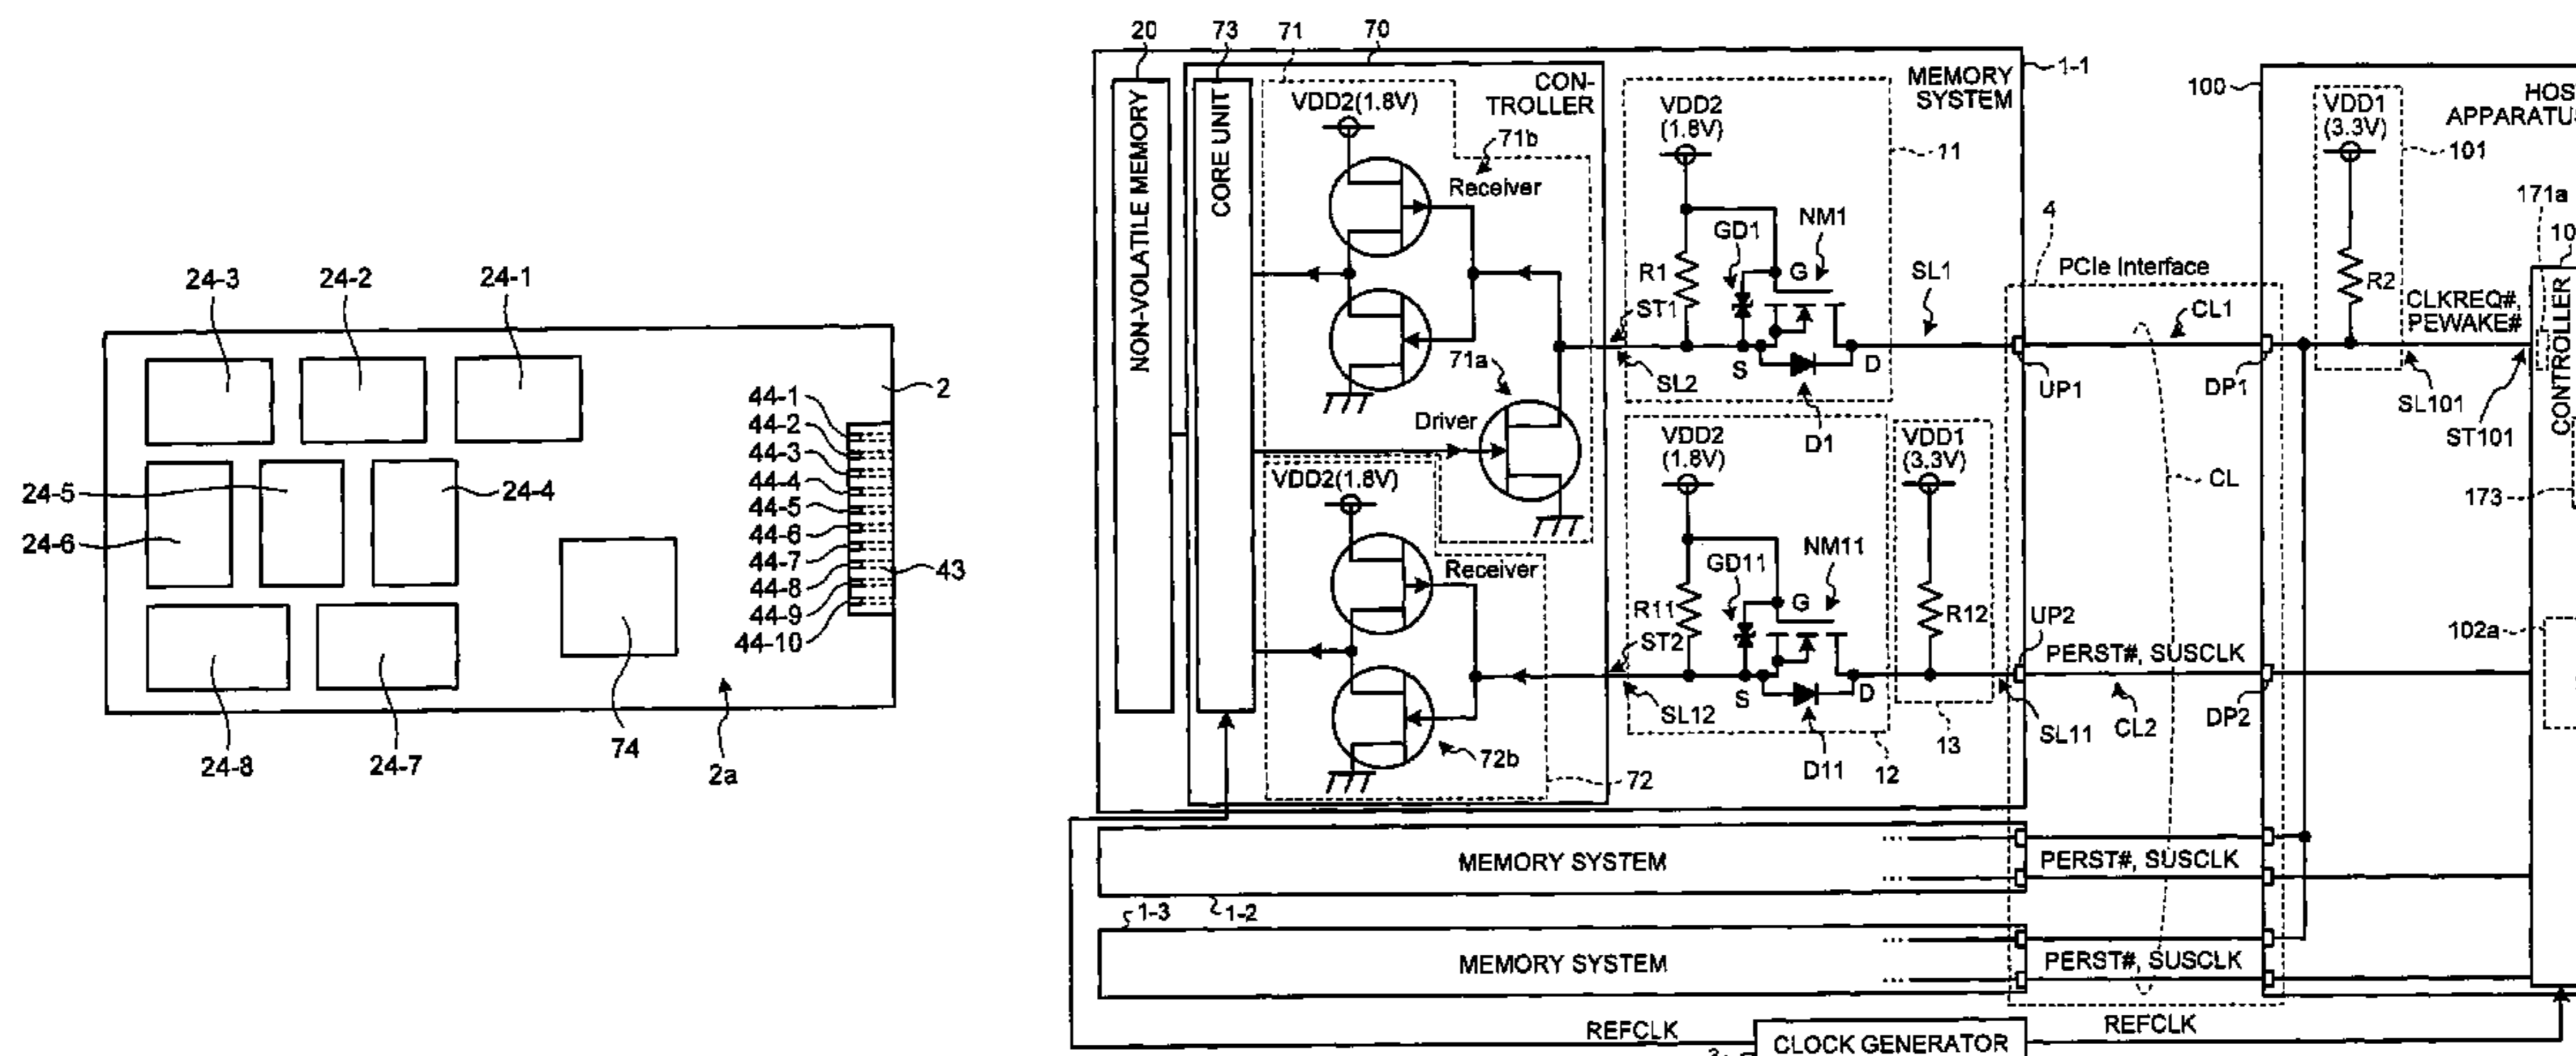 24-3
24-2
24-1
2
44-1
44-2
44-3
44-4
44-5
44-6
44-7
44-8
44-9
44-10
43
24-5
24-4
24-6
24-8
24-7
74
2a
20
73
71
70
1-1
NON-VOLATILE MEMORY
CORE UNIT
VDD2(1.8V)
CON-
TROLLER
71b
Receiver
71a
Driver
VDD2(1.8V)
Receiver
72b
72
MEMORY
SYSTEM
VDD2
(1.8V)
11
GD1
NM1
R1
G
ST1
SL2
S
D
D1
SL1
VDD2
(1.8V)
VDD1
(3.3V)
GD11
NM11
R11
G
R12
ST2
SL12
S
D
D11
12
13
SL11
4
PCIe Interface
CL1
UP1
DP1
CL
UP2
PERST#, SUSCLK
CL2
DP2
100
HOS
APPARATU
VDD1
(3.3V)
101
171a
10
R2
CLKREQ#,
PEWAKE#
SL101
ST101
CONTROLLER
173
102a
MEMORY SYSTEM
PERST#, SUSCLK
1-3
1-2
MEMORY SYSTEM
PERST#, SUSCLK
REFCLK
REFCLK
3
CLOCK GENERATOR